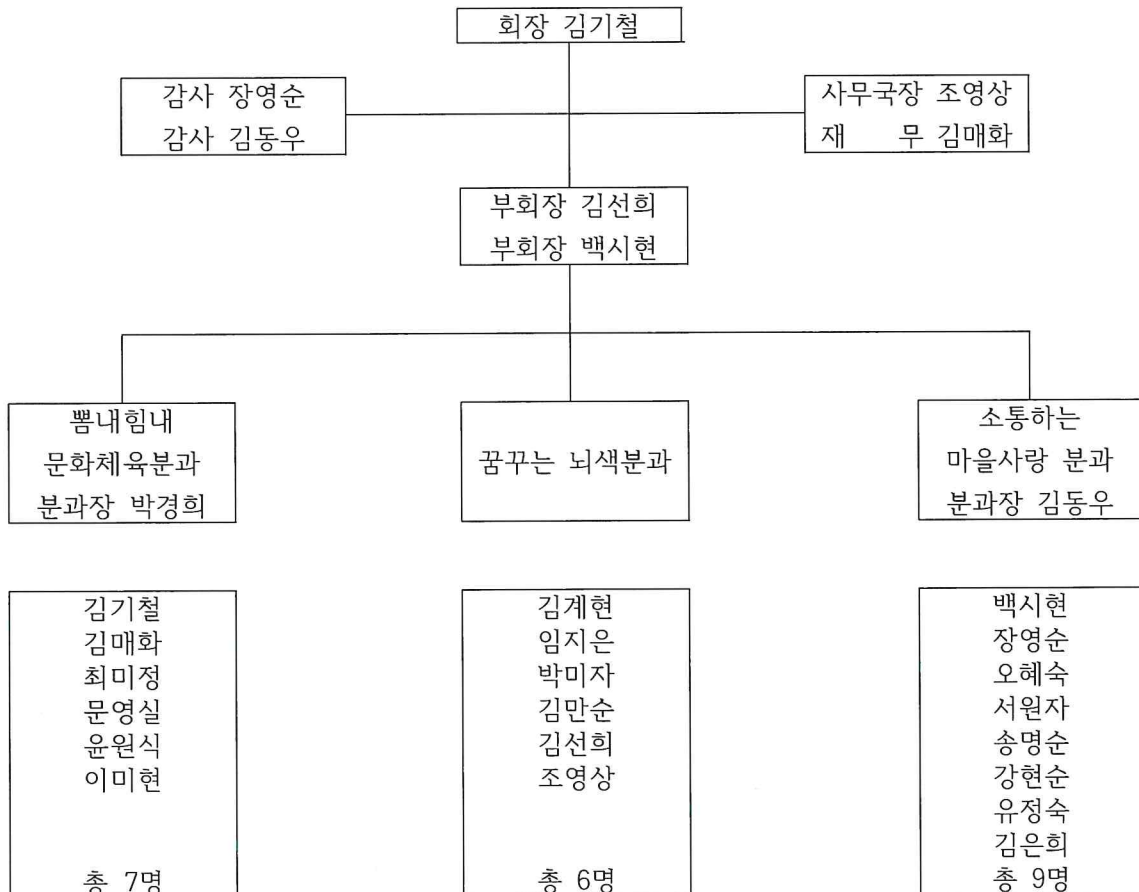 회장 김기철
감사 장영순
감사 김동우
사무국장 조영상
재 무 김매화
부회장 김선희
부회장 백시현
뽐내힘내
문화체육분과
분과장 박경희
꿈꾸는 뇌색분과
소통하는
마을사랑 분과
분과장 김동우
김기철
김매화
최미정
문영실
윤원식
이미현
총 7명
김계현
임지은
박미자
김만순
김선희
조영상
총 6명
백시현
장영순
오혜숙
서원자
송명순
강현순
유정숙
김은희
총 9명